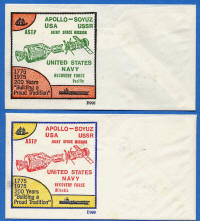 APOLLO-SOYUZ
USA USSR
ASTP JOINT SPACE MISSION
UNITED STATES
NAVY
RECOVERY FORCE
Pacific
1775
1975
200 Years
"Building a
Proud Tradition"
APOLLO-SOYUZ
USA USSR
ASTP JOINT SPACE MISSION
UNITED STATES
NAVY
RECOVERY FORCE
Atlantic
1775
1975
200 Years
"Building a
Proud Tradition"